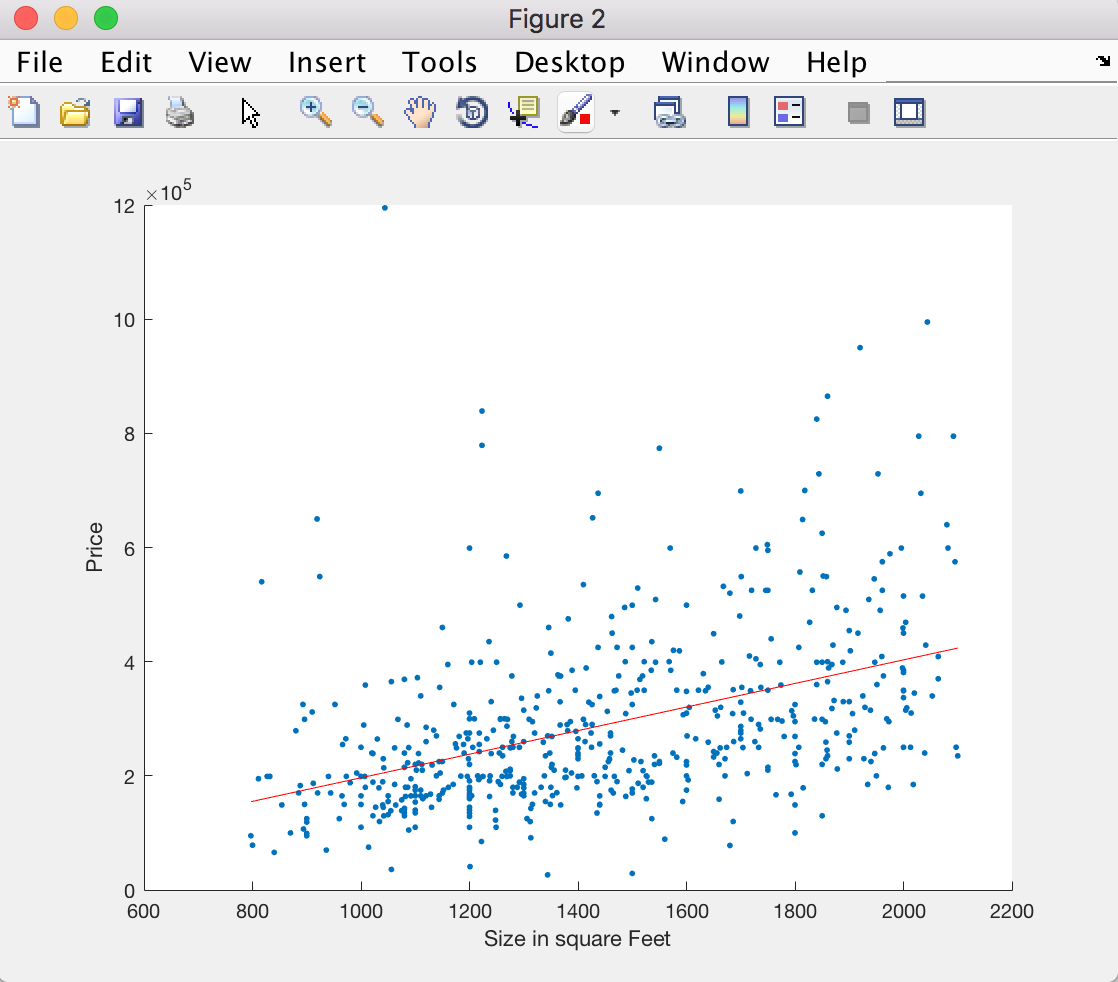 Figure 2
File Edit View Insert Tools Desktop Window Help
×10^5
12
10
8
6
4
2
0
Price
600 800 1000 1200 1400 1600 1800 2000 2200
Size in square Feet